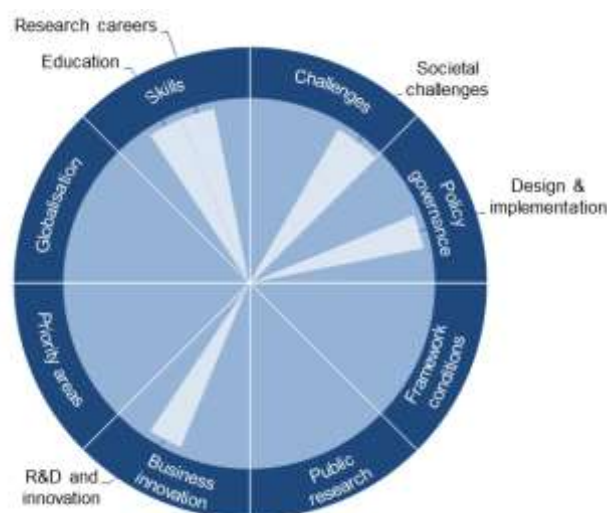 Research careers
Education
Skills
Challenges
Societal
challenges
Globalisation
Policy
governance
Design &
implementation
Priority areas
Framework
conditions
R&D and
innovation
Business
innovation
Public
research